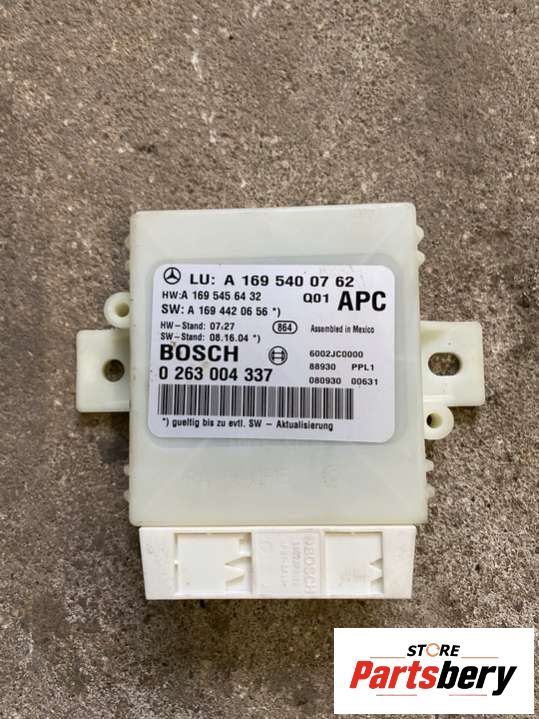 LU: A 169 540 07 62
HW:A 169 545 64 32 Q01 APC
SW: A 169 442 06 56 *)
HW-Stand: 07.27 864 Assembled in Mexico
SW-Stand: 08.16.04 *)
BOSCH 6002JC0000
0 263 004 337 88930 PPL1
080930 00631
*) gueltig bis zu evtl. SW - Aktualisierung
BOSCH
STORE
Partsbery